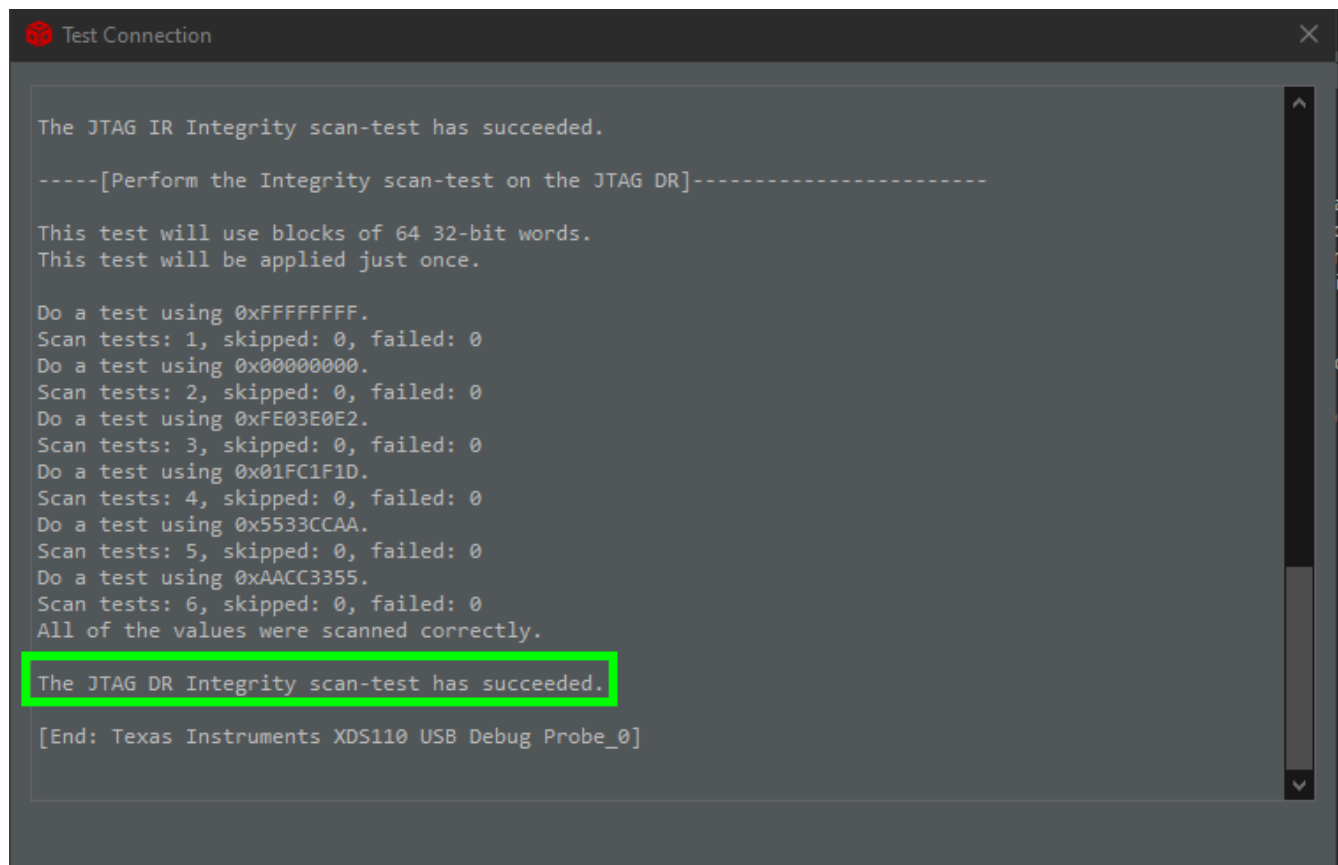 Test Connection
The JTAG IR Integrity scan-test has succeeded.
-----[Perform the Integrity scan-test on the JTAG DR]------------------------
This test will use blocks of 64 32-bit words.
This test will be applied just once.
Do a test using 0xFFFFFFFF.
Scan tests: 1, skipped: 0, failed: 0
Do a test using 0x00000000.
Scan tests: 2, skipped: 0, failed: 0
Do a test using 0xFE03E0E2.
Scan tests: 3, skipped: 0, failed: 0
Do a test using 0x01FC1F1D.
Scan tests: 4, skipped: 0, failed: 0
Do a test using 0x5533CCAA.
Scan tests: 5, skipped: 0, failed: 0
Do a test using 0xAACC3355.
Scan tests: 6, skipped: 0, failed: 0
All of the values were scanned correctly.
The JTAG DR Integrity scan-test has succeeded.
[End: Texas Instruments XDS110 USB Debug Probe_0]